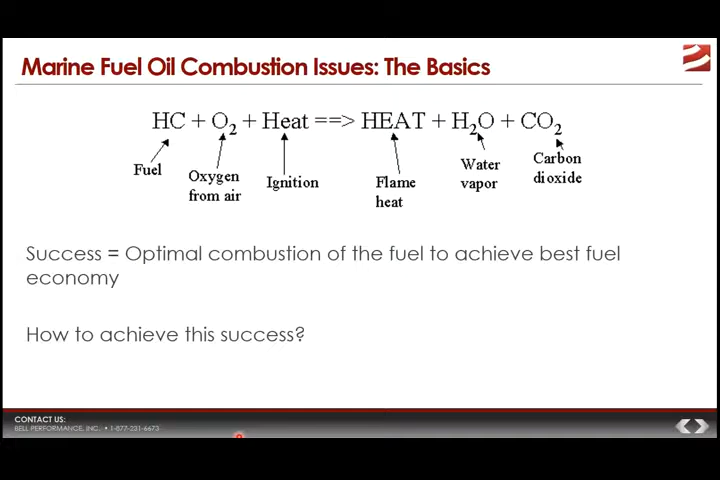 Marine Fuel Oil Combustion Issues: The Basics
HC + O₂ + Heat ==> HEAT + H₂O + CO₂
Fuel
Oxygen
from air
Ignition
Flame
heat
Water
vapor
Carbon
dioxide
Success = Optimal combustion of the fuel to achieve best fuel
economy
How to achieve this success?
CONTACT US:
BELL PERFORMANCE, INC. • 1-877-231-6673